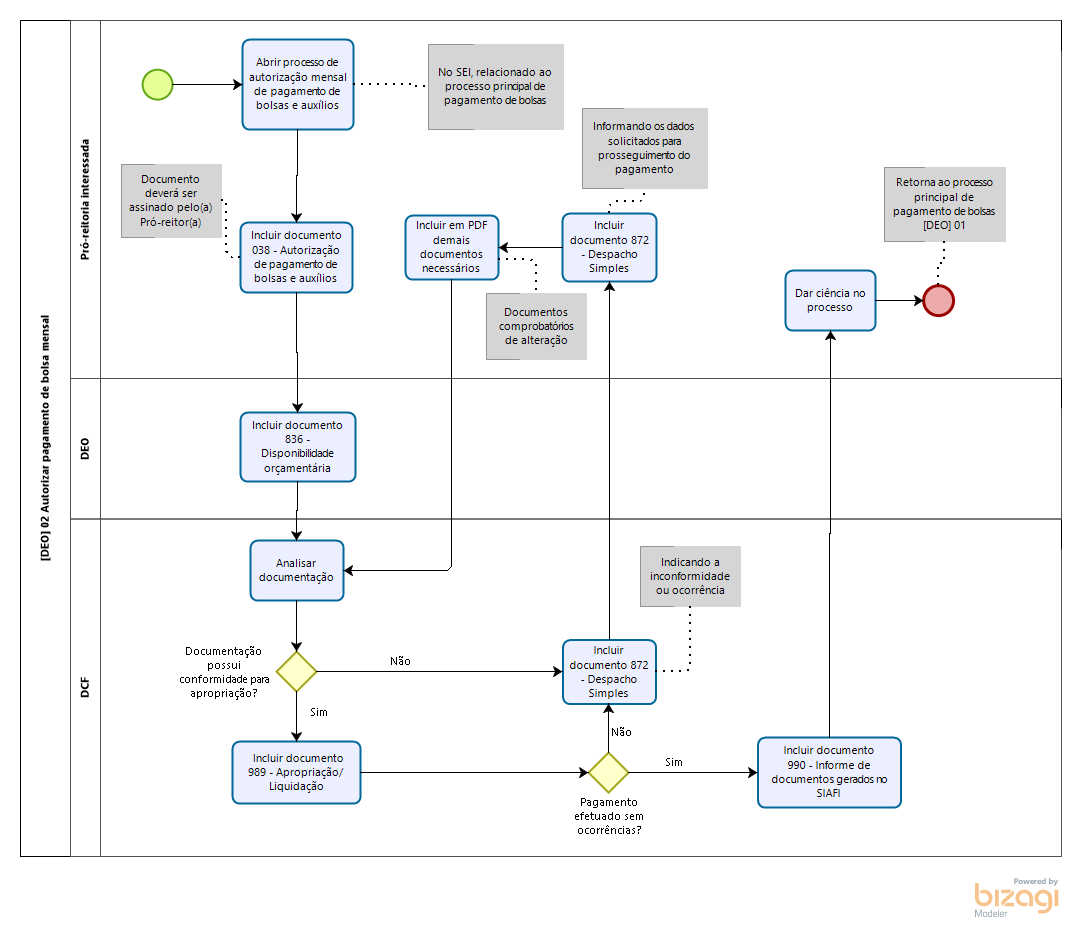 [DEO] 02 Autorizar pagamento de bolsa mensal
Pró-reitoria interessada
Abrir processo de
autorização mensal
de pagamento de
bolsas e auxílios
No SEI, relacionado ao
processo principal de
pagamento de bolsas
Informando os dados
solicitados para
prosseguimento do
pagamento
Documento
deverá ser
assinado pelo(a)
Pró-reitor(a)
Retorna ao processo
principal de
pagamento de bolsas
[DEO] 01
Incluir documento
038 - Autorização
de pagamento de
bolsas e auxílios
Incluir em PDF
demais
documentos
necessários
Incluir
documento 872
- Despacho
Simples
Documentos
comprobatórios
de alteração
Dar ciência no
processo
DEO
Incluir documento
836 -
Disponibilidade
orçamentária
DCF
Analisar
documentação
Indicando a
inconformidade
ou ocorrência
Documentação
possui
conformidade para
apropriação?
Não
Sim
Incluir
documento 872
- Despacho
Simples
Incluir documento
989 - Apropriação/
Liquidação
Não
Sim
Pagamento
efetuado sem
ocorrências?
Incluir documento
990 - Informe de
documentos gerados no
SIAFI
Powered by
bizagi
Modeler